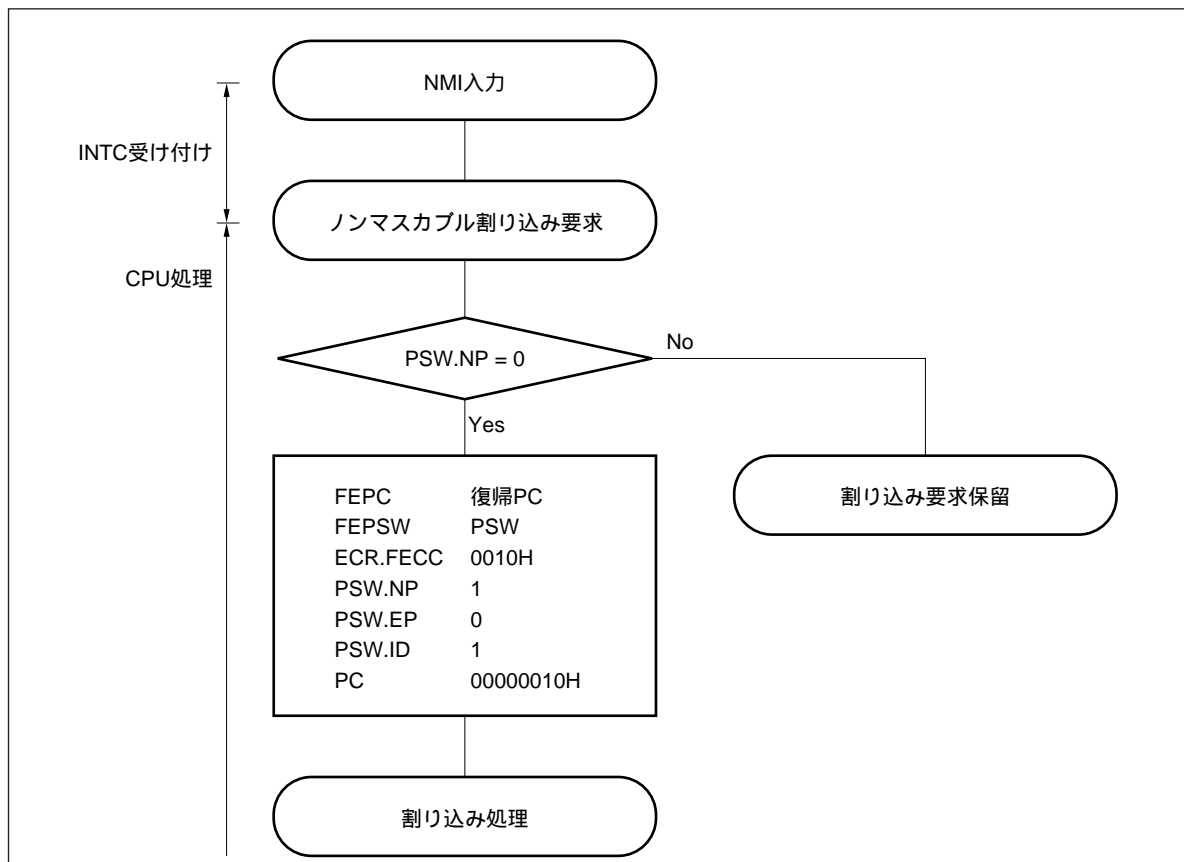 NMI入力
INTC受け付け
ノンマスカブル割り込み要求
CPU処理
PSW.NP = 0
No
Yes
FEPC 復帰PC
FEPSW PSW
ECR.FECC 0010H
PSW.NP 1
PSW.EP 0
PSW.ID 1
PC 00000010H
割り込み要求保留
割り込み処理